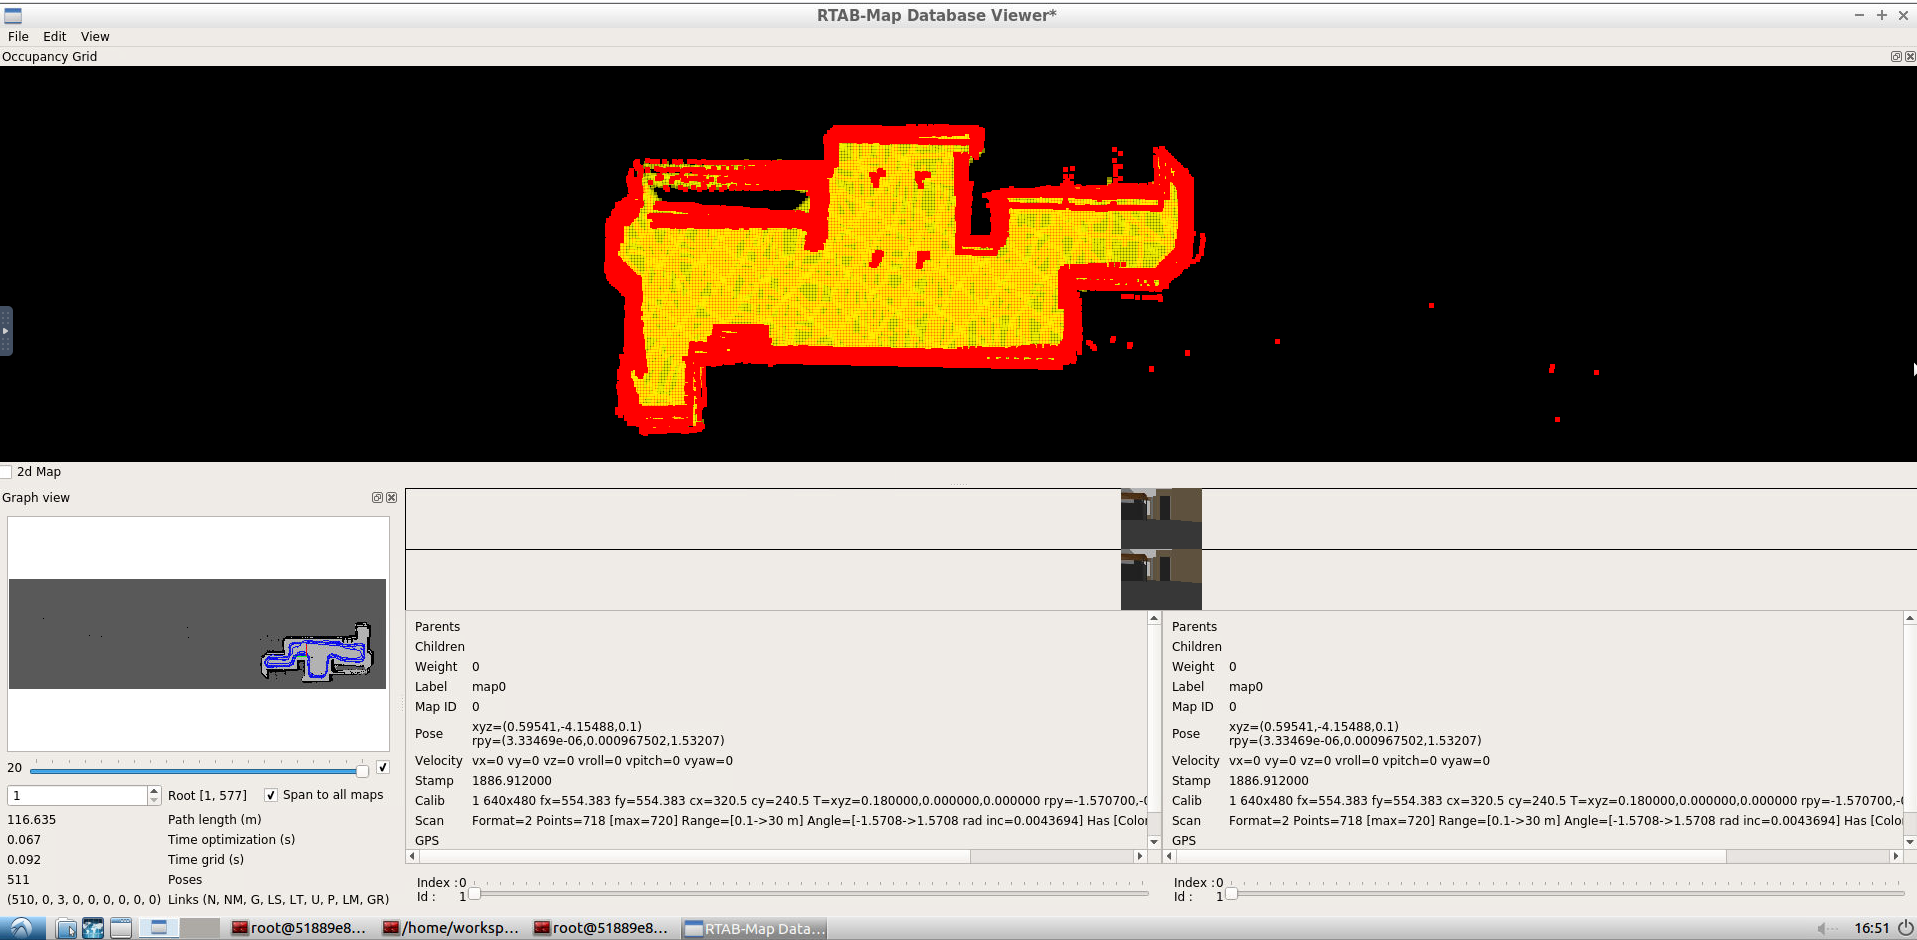 RTAB-Map Database Viewer*
File Edit View
Occupancy Grid
2d Map
Graph view
20
1 Root [1, 577] Span to all maps
116.635 Path length (m)
0.067 Time optimization (s)
0.092 Time grid (s)
511 Poses
(510, 0, 3, 0, 0, 0, 0, 0, 0) Links (N, NM, G, LS, LT, U, P, LM, GR)
Parents
Children
Weight 0
Label map0
Map ID 0
Pose xyz=(0.59541,-4.15488,0.1)
rpy=(3.33469e-06,0.000967502,1.53207)
Velocity vx=0 vy=0 vz=0 vroll=0 vpitch=0 vyaw=0
Stamp 1886.912000
Calib 1 640x480 fx=554.383 fy=554.383 cx=320.5 cy=240.5 T=xyz=0.180000,0.000000,0.000000 rpy=-1.570700,-0
Scan Format=2 Points=718 [max=720] Range=[0.1->30 m] Angle=[-1.5708->1.5708 rad inc=0.0043694] Has [Color
GPS
Index : 0
Id : 1
Parents
Children
Weight 0
Label map0
Map ID 0
Pose xyz=(0.59541,-4.15488,0.1)
rpy=(3.33469e-06,0.000967502,1.53207)
Velocity vx=0 vy=0 vz=0 vroll=0 vpitch=0 vyaw=0
Stamp 1886.912000
Calib 1 640x480 fx=554.383 fy=554.383 cx=320.5 cy=240.5 T=xyz=0.180000,0.000000,0.000000 rpy=-1.570700,-0
Scan Format=2 Points=718 [max=720] Range=[0.1->30 m] Angle=[-1.5708->1.5708 rad inc=0.0043694] Has [Color
GPS
Index : 0
Id : 1
root@51889e8... /home/worksp... root@51889e8... RTAB-Map Data... 16:51